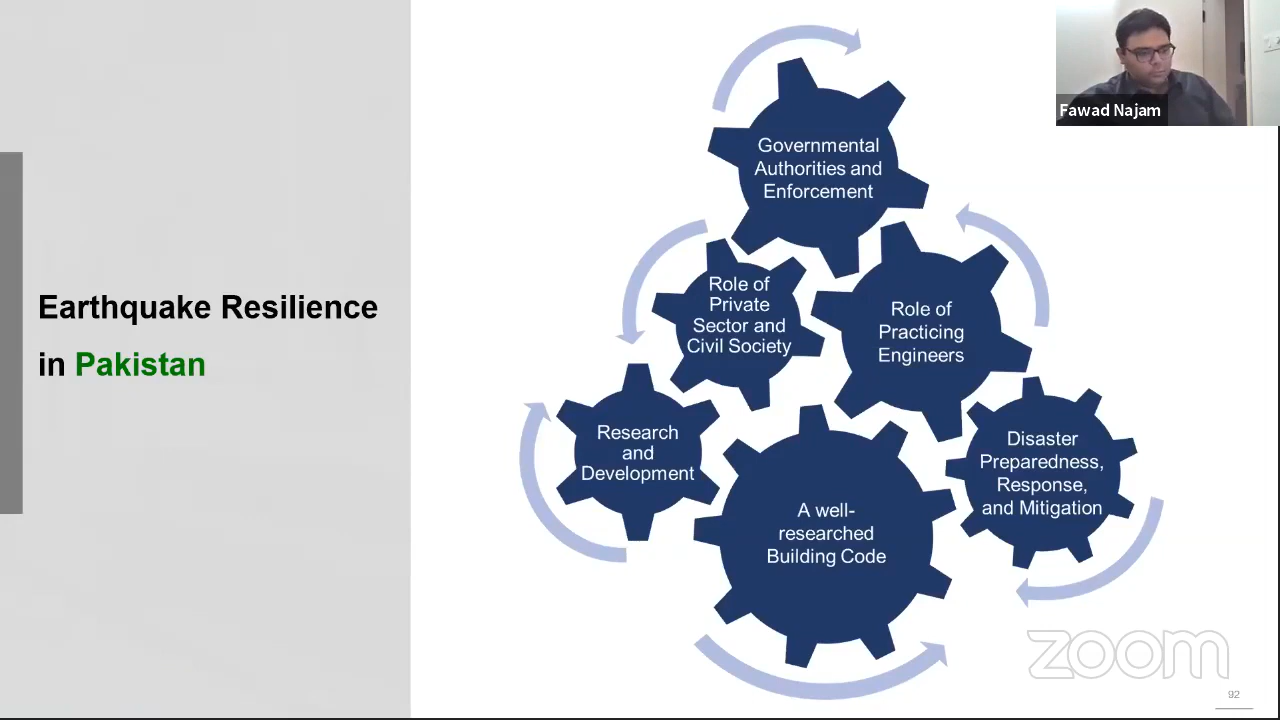 Earthquake Resilience
in Pakistan
Governmental
Authorities and
Enforcement
Role of
Private
Sector and
Civil Society
Role of
Practicing
Engineers
Research
and
Development
A well-
researched
Building Code
Disaster
Preparedness,
Response,
and Mitigation
Fawad Najam
zoom
92